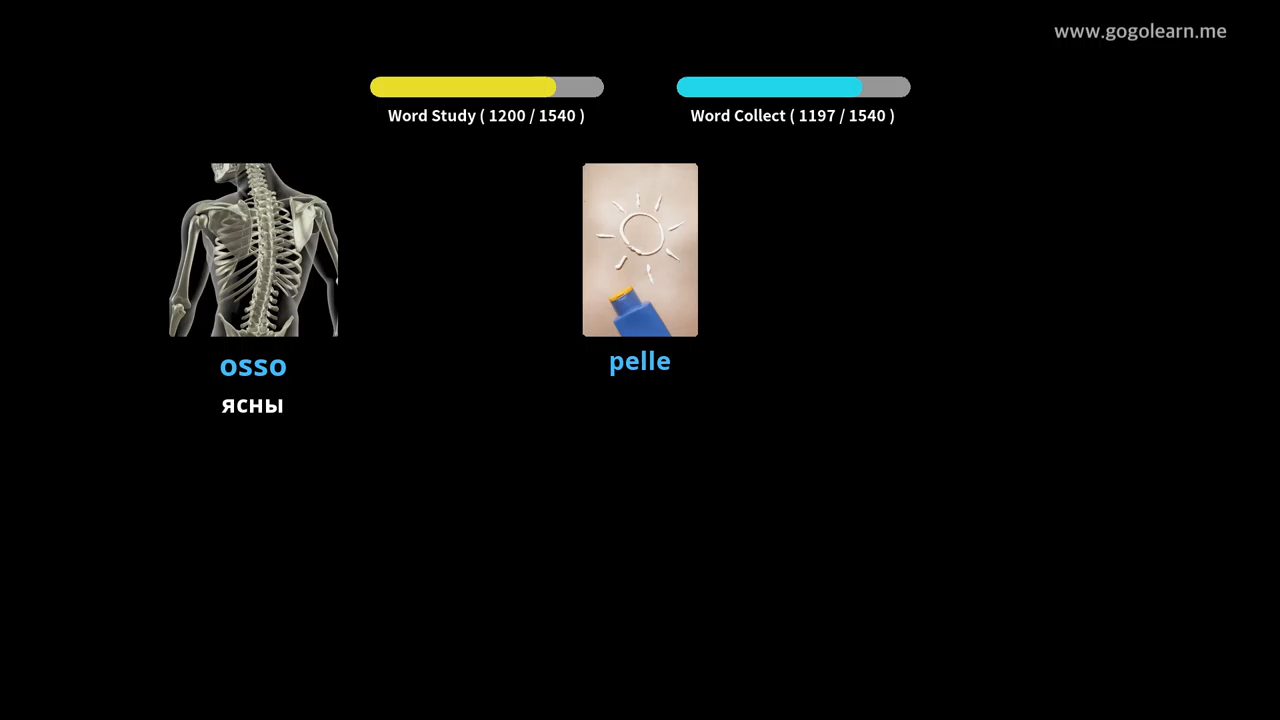 www.gogolearn.me
Word Study ( 1200 / 1540 )
Word Collect ( 1197 / 1540 )
osso
ясны
pelle